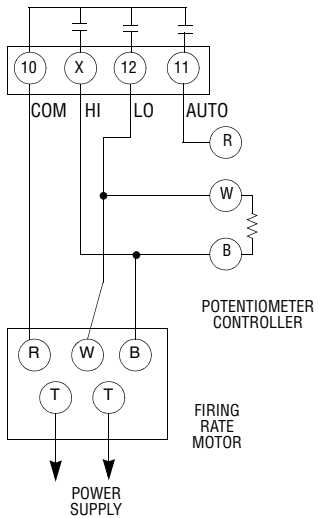 10 X 12 11
COM HI LO AUTO
R
W
B
POTENTIOMETER
CONTROLLER
R W B
T T
FIRING
RATE
MOTOR
POWER
SUPPLY